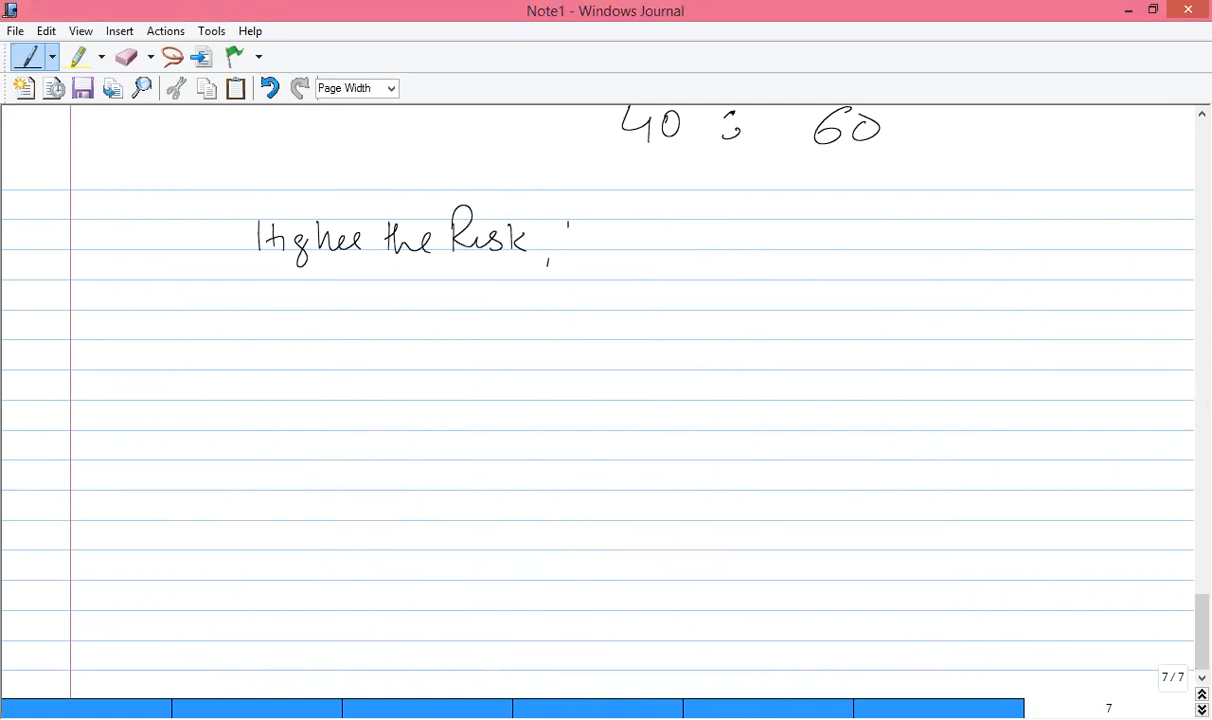 Note1 - Windows Journal
File Edit View Insert Actions Tools Help
Page Width
40 : 60
Higher the Risk,
7 / 7
7